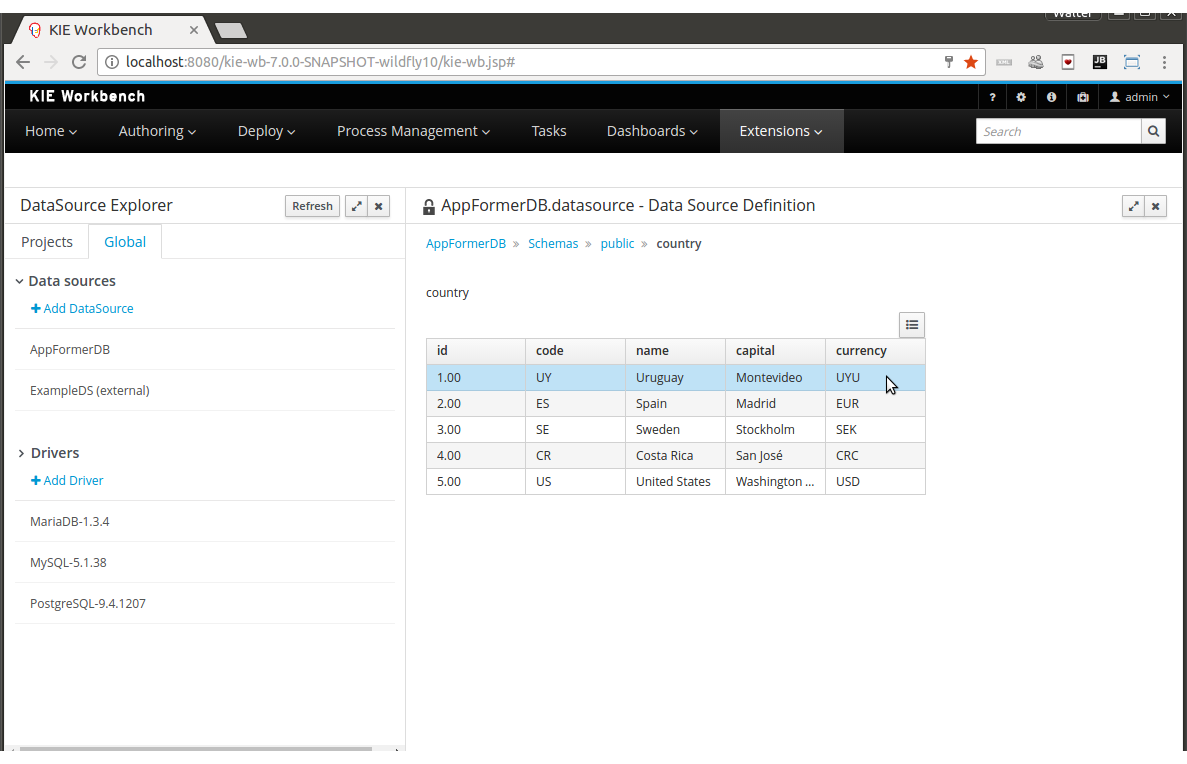 Walter
KIE Workbench
localhost:8080/kie-wb-7.0.0-SNAPSHOT-wildfly10/kie-wb.jsp#
JB
KIE Workbench
? admin
Home Authoring Deploy Process Management Tasks Dashboards Extensions Search
DataSource Explorer Refresh
AppFormerDB.datasource - Data Source Definition
Projects Global
AppFormerDB » Schemas » public » country
Data sources
+ Add DataSource
AppFormerDB
ExampleDS (external)
Drivers
+ Add Driver
MariaDB-1.3.4
MySQL-5.1.38
PostgreSQL-9.4.1207
country
id code name capital currency
1.00 UY Uruguay Montevideo UYU
2.00 ES Spain Madrid EUR
3.00 SE Sweden Stockholm SEK
4.00 CR Costa Rica San José CRC
5.00 US United States Washington ... USD